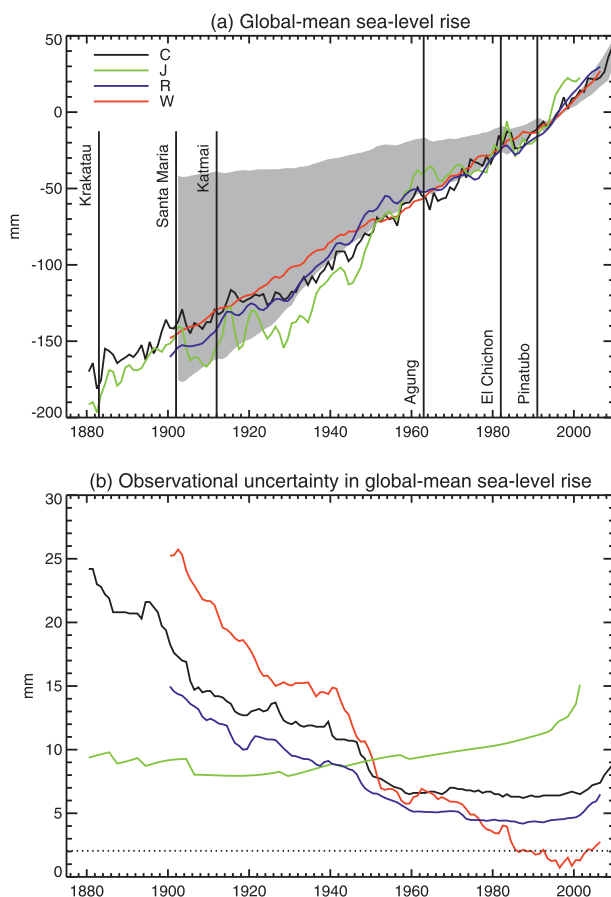 (a) Global-mean sea-level rise
50
0
-50
-100
-150
-200
mm
C
J
R
W
Krakatau
Santa Maria
Katmai
Agung
El Chichon
Pinatubo
1880 1900 1920 1940 1960 1980 2000
(b) Observational uncertainty in global-mean sea-level rise
30
25
20
15
10
5
0
mm
1880 1900 1920 1940 1960 1980 2000